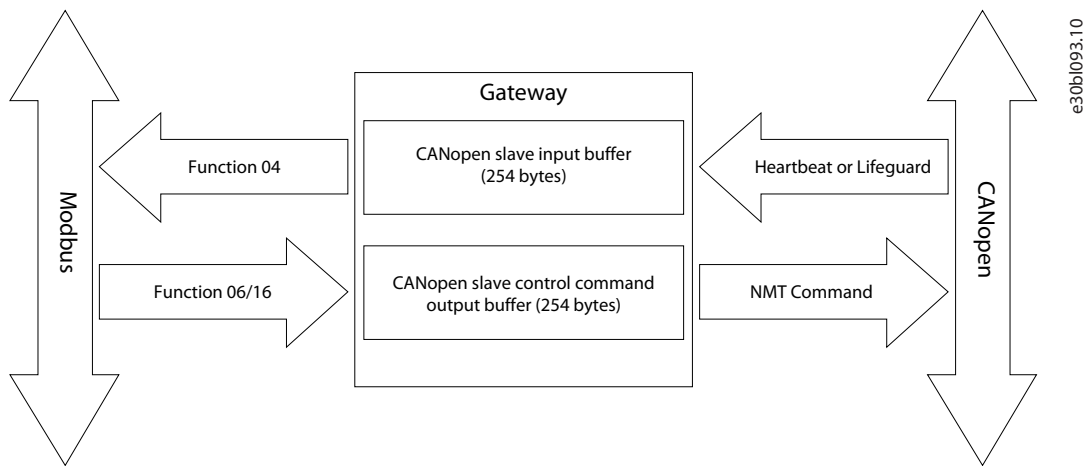 e30bl093.10
Gateway
Modbus
Function 04
CANopen slave input buffer
(254 bytes)
Heartbeat or Lifeguard
CANopen
Function 06/16
CANopen slave control command
output buffer (254 bytes)
NMT Command